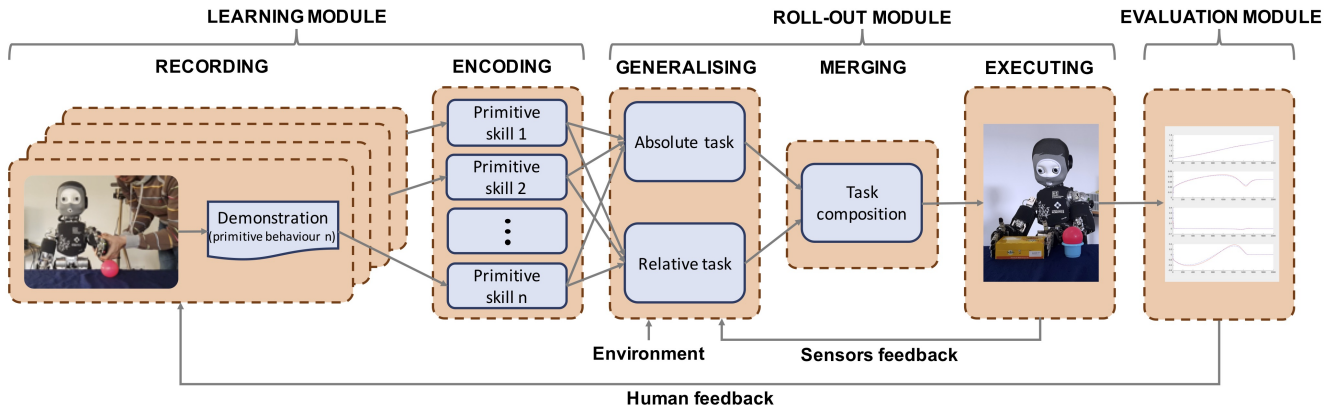 LEARNING MODULE
ROLL-OUT MODULE
EVALUATION MODULE
RECORDING
ENCODING
GENERALISING
MERGING
EXECUTING
Demonstration
(primitive behaviour n)
Primitive
skill 1
Primitive
skill 2
Primitive
skill n
Absolute task
Relative task
Task
composition
Environment
Sensors feedback
Human feedback